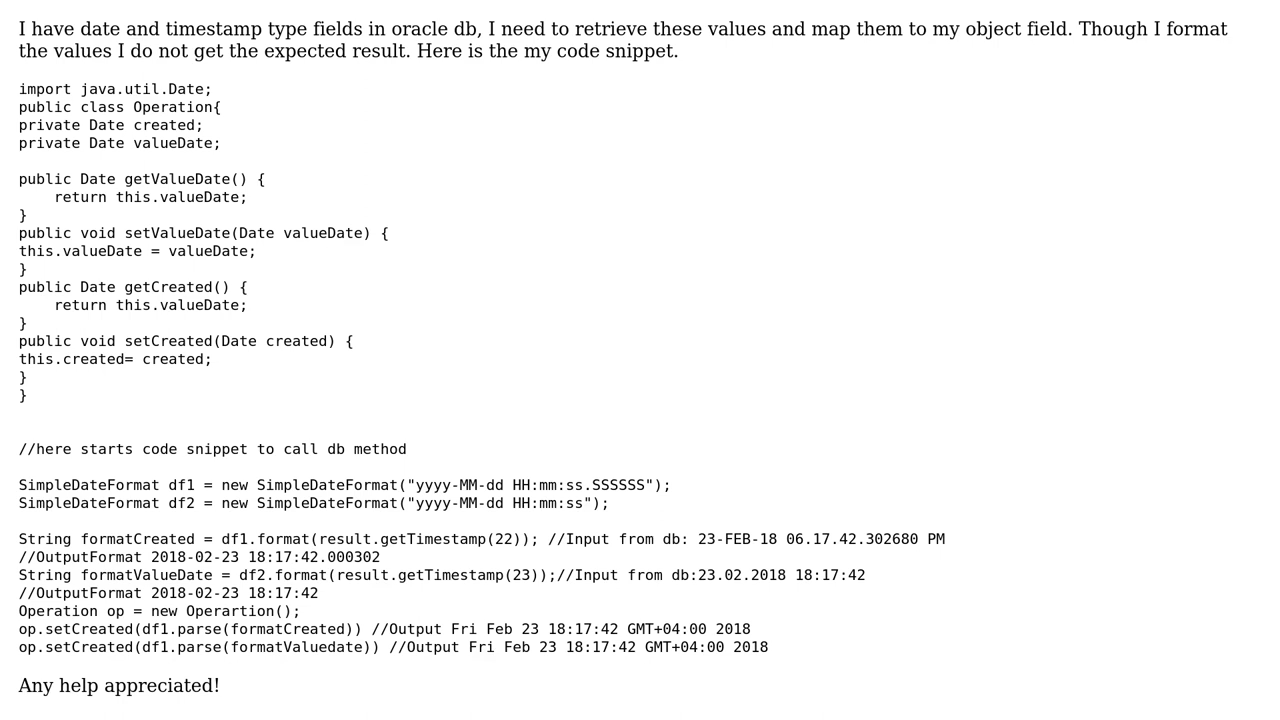 I have date and timestamp type fields in oracle db, I need to retrieve these values and map them to my object field. Though I format
the values I do not get the expected result. Here is the my code snippet.
import java.util.Date;
public class Operation{
private Date created;
private Date valueDate;
public Date getValueDate() {
    return this.valueDate;
}
public void setValueDate(Date valueDate) {
this.valueDate = valueDate;
}
public Date getCreated() {
    return this.valueDate;
}
public void setCreated(Date created) {
this.created= created;
}
}
//here starts code snippet to call db method
SimpleDateFormat df1 = new SimpleDateFormat("yyyy-MM-dd HH:mm:ss.SSSSSS");
SimpleDateFormat df2 = new SimpleDateFormat("yyyy-MM-dd HH:mm:ss");
String formatCreated = df1.format(result.getTimestamp(22)); //Input from db: 23-FEB-18 06.17.42.302680 PM
//OutputFormat 2018-02-23 18:17:42.000302
String formatValueDate = df2.format(result.getTimestamp(23));//Input from db:23.02.2018 18:17:42
//OutputFormat 2018-02-23 18:17:42
Operation op = new Operartion();
op.setCreated(df1.parse(formatCreated)) //Output Fri Feb 23 18:17:42 GMT+04:00 2018
op.setCreated(df1.parse(formatValuedate)) //Output Fri Feb 23 18:17:42 GMT+04:00 2018
Any help appreciated!